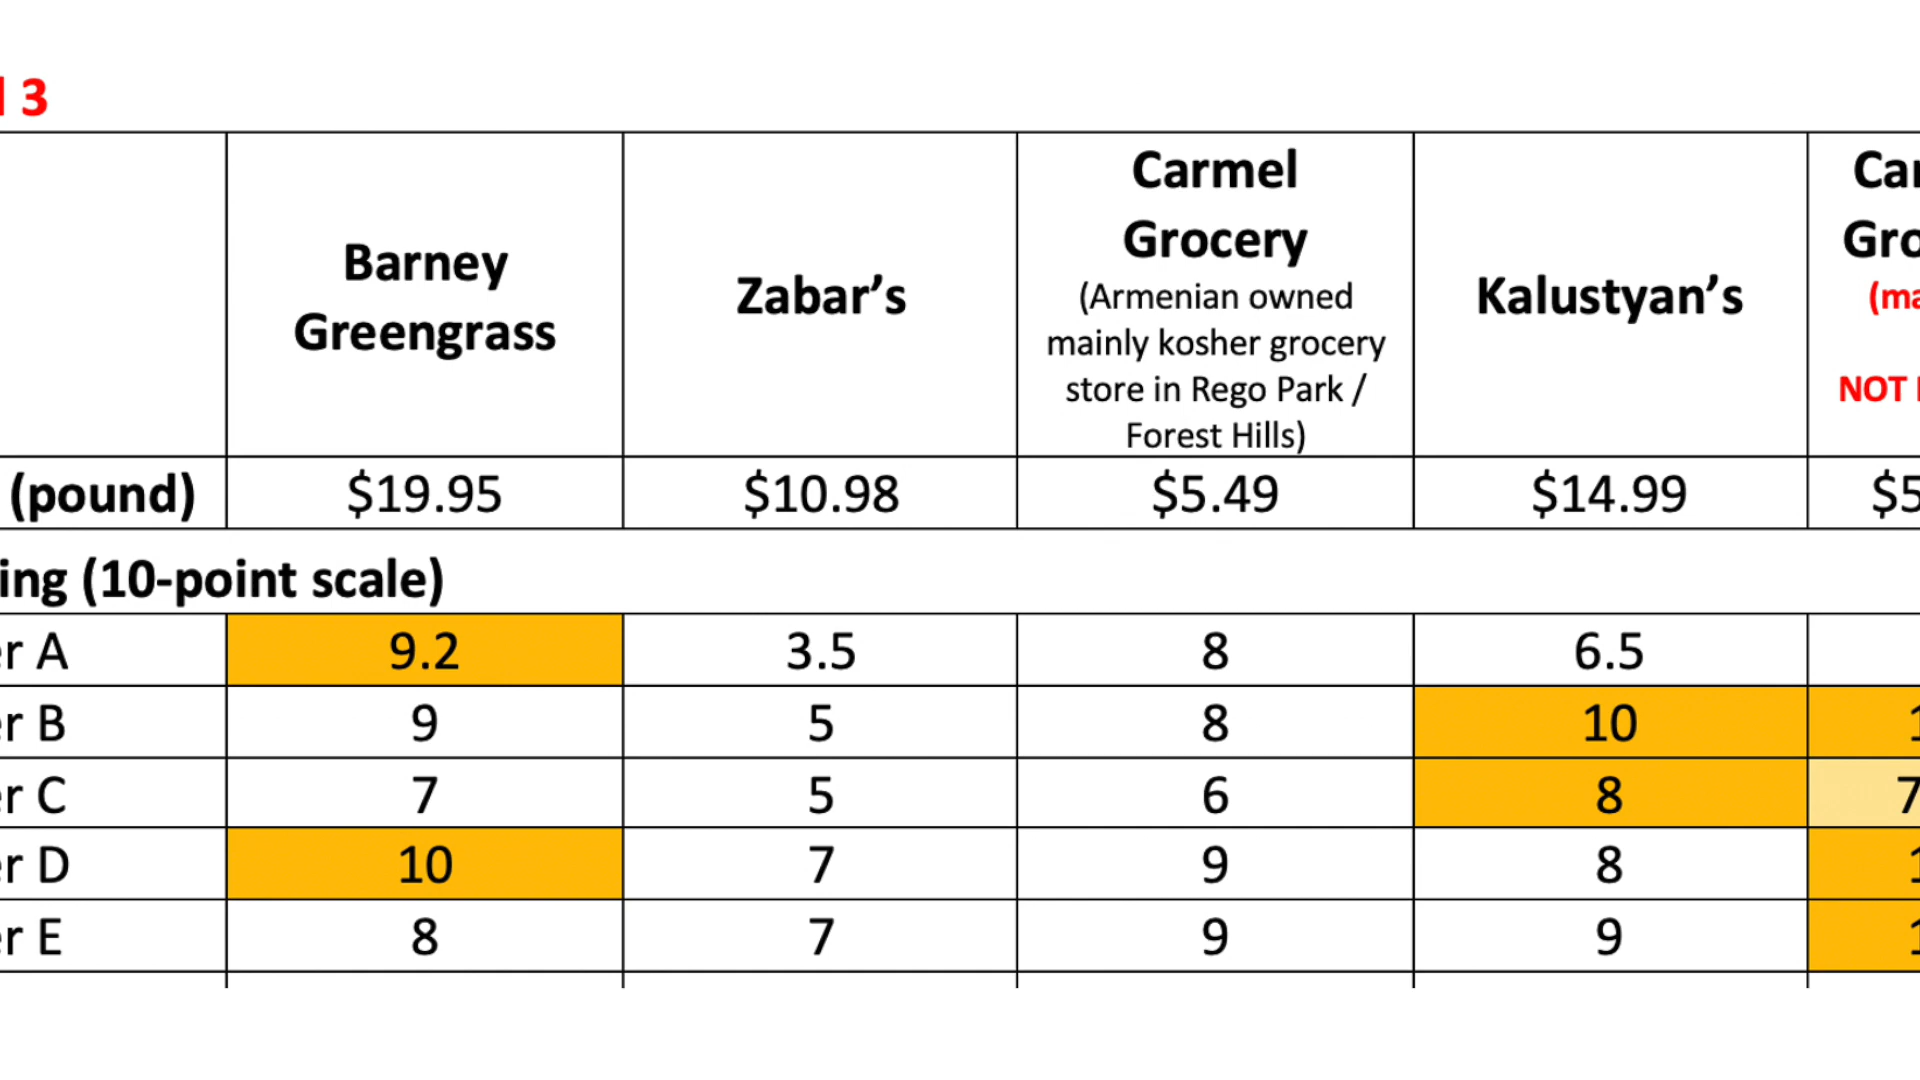 3
Barney
Greengrass
Zabar’s
Carmel
Grocery
(Armenian owned
mainly kosher grocery
store in Rego Park /
Forest Hills)
Kalustyan’s
NOT
(pound) $19.95 $10.98 $5.49 $14.99
(10-point scale)
A 9.2 3.5 8 6.5
B 9 5 8 10
C 7 5 6 8
D 10 7 9 8
E 8 7 9 9